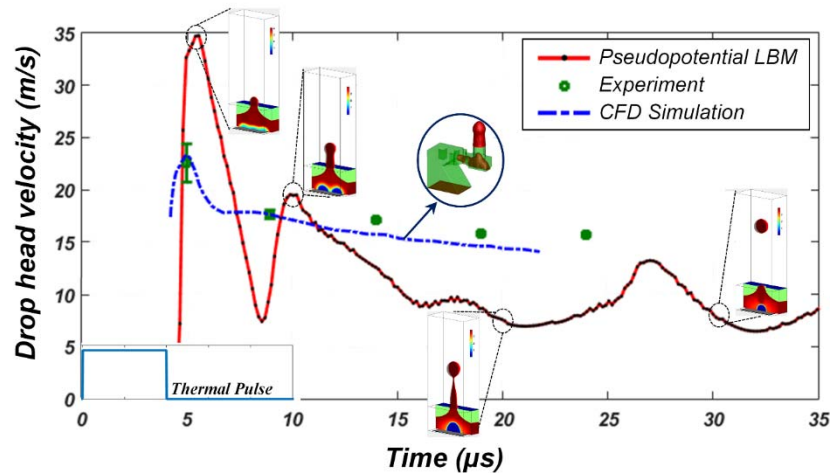 35
30
25
20
15
10
5
0
Drop head velocity (m/s)
Pseudopotential LBM
Experiment
CFD Simulation
Thermal Pulse
0 5 10 15 20 25 30 35
Time (µs)